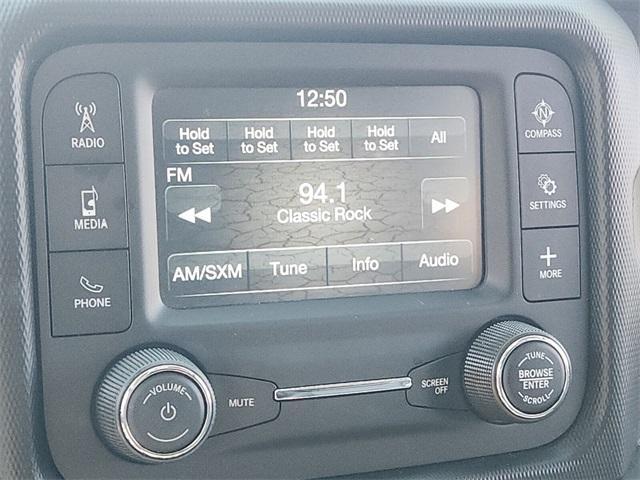 12:50
Hold to Set
Hold to Set
Hold to Set
Hold to Set
All
FM
94.1
Classic Rock
AM/SXM
Tune
Info
Audio
RADIO
MEDIA
PHONE
N
COMPASS
SETTINGS
+
MORE
VOLUME
MUTE
SCREEN OFF
TUNE
BROWSE
ENTER
SCROLL